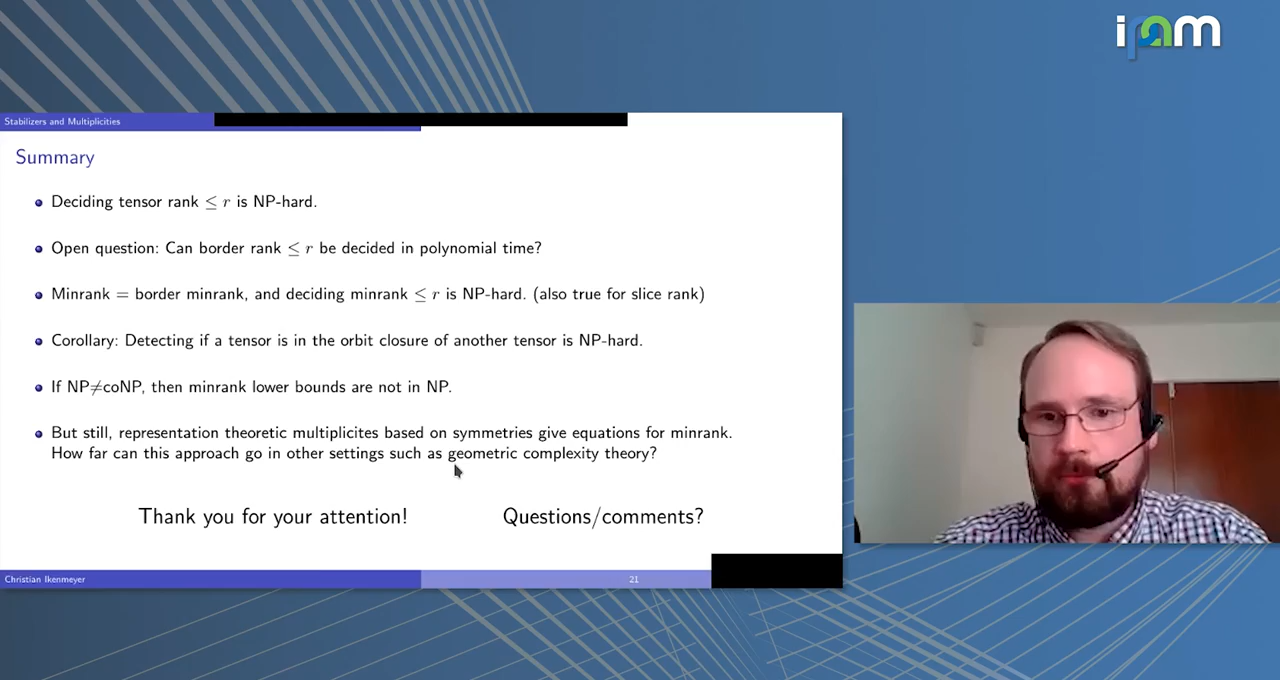 ipam
Stabilizers and Multiplicities
Summary
Deciding tensor rank ≤ r is NP-hard.
Open question: Can border rank ≤ r be decided in polynomial time?
Minrank = border minrank, and deciding minrank ≤ r is NP-hard. (also true for slice rank)
Corollary: Detecting if a tensor is in the orbit closure of another tensor is NP-hard.
If NP≠coNP, then minrank lower bounds are not in NP.
But still, representation theoretic multiplicites based on symmetries give equations for minrank.
How far can this approach go in other settings such as geometric complexity theory?
Thank you for your attention! Questions/comments?
Christian Ikenmeyer 21